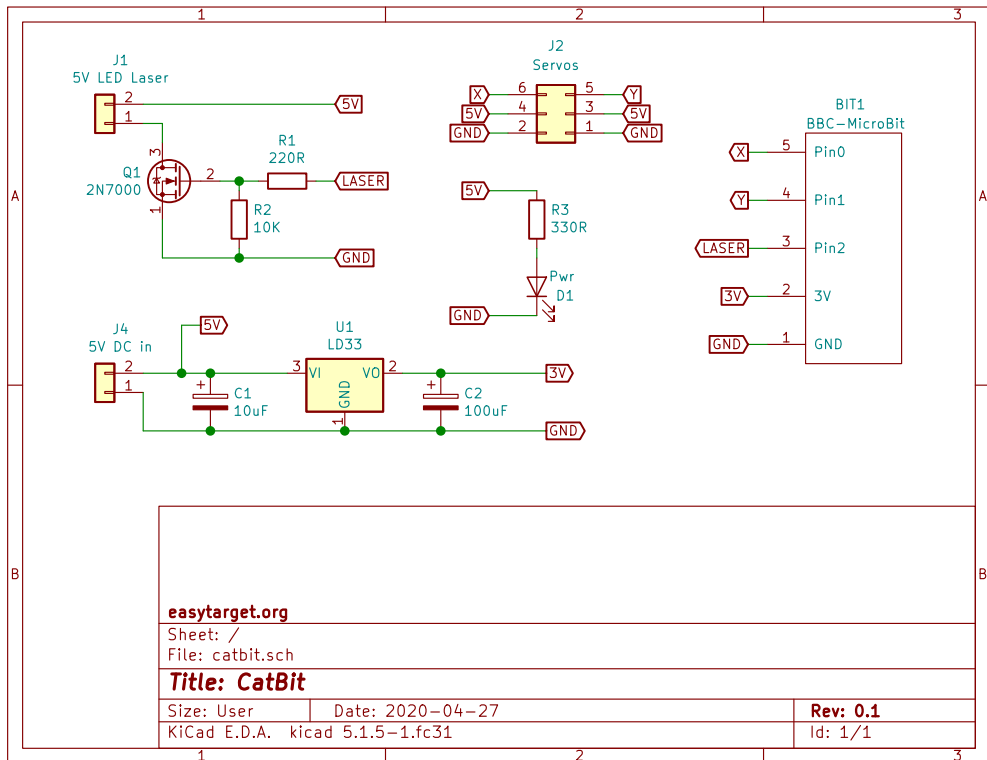 1 2 3
J1
5V LED Laser
2
1
5V
3
Q1
2N7000
2
1
R1
220R
LASER
R2
10K
GND
J2
Servos
X 6 5 Y
5V 4 3 5V
GND 2 1 GND
5V
R3
330R
Pwr
D1
GND
BIT1
BBC-MicroBit
X 5 Pin0
Y 4 Pin1
LASER 3 Pin2
3V 2 3V
GND 1 GND
A A
J4
5V DC in
2
1
5V
+
C1
10uF
U1
LD33
3 VI VO 2
GND
1
+
C2
100uF
3V
GND
B B
easytarget.org
Sheet: /
File: catbit.sch
Title: CatBit
Size: User Date: 2020-04-27 Rev: 0.1
KiCad E.D.A. kicad 5.1.5-1.fc31 Id: 1/1
1 2 3